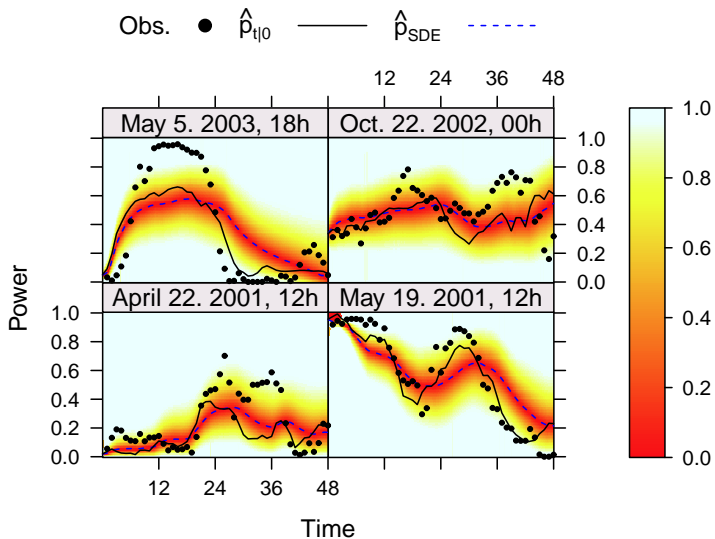 Obs. ● p̂t|0 p̂SDE
12 24 36 48
May 5. 2003, 18h
Oct. 22. 2002, 00h
1.0
0.8
0.6
0.4
0.2
0.0
April 22. 2001, 12h
May 19. 2001, 12h
1.0
0.8
0.6
0.4
0.2
0.0
12 24 36 48
Power
Time
1.0
0.8
0.6
0.4
0.2
0.0